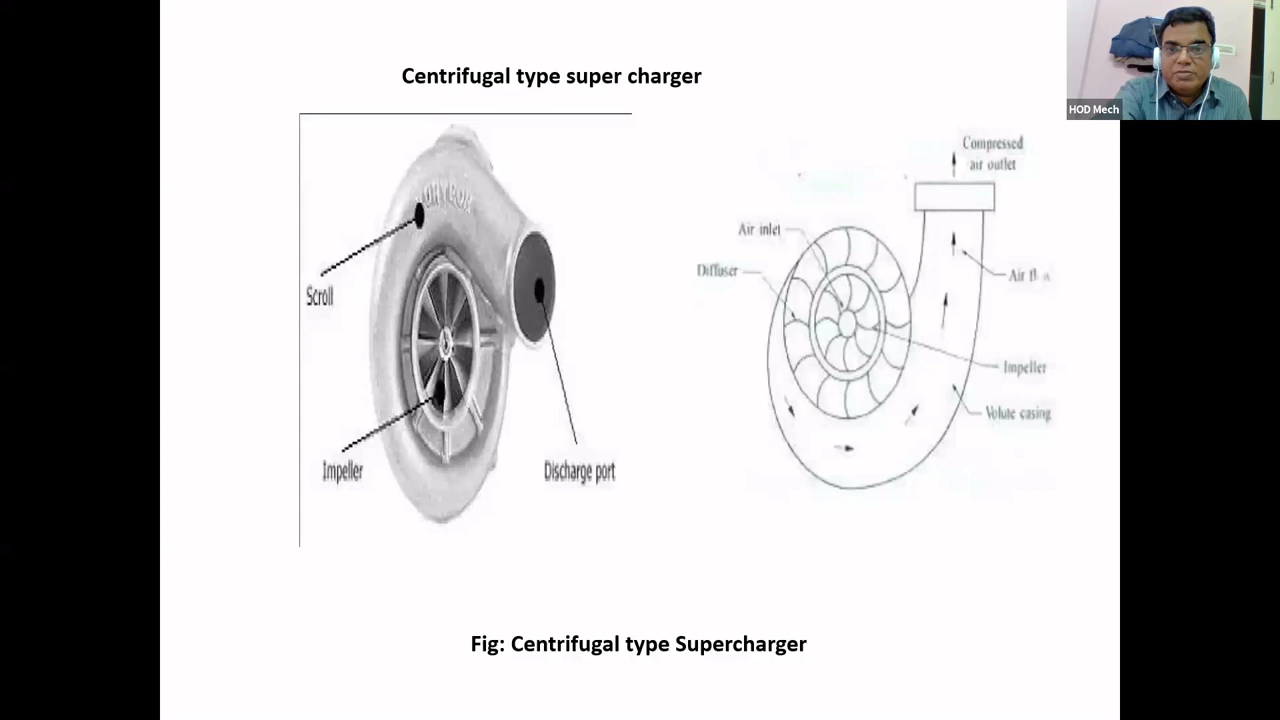 Centrifugal type super charger
HOD Mech
Scroll
Impeller
Discharge port
Compressed
air outlet
Air inlet
Diffuser
Air
Impeller
Volute casing
Fig: Centrifugal type Supercharger